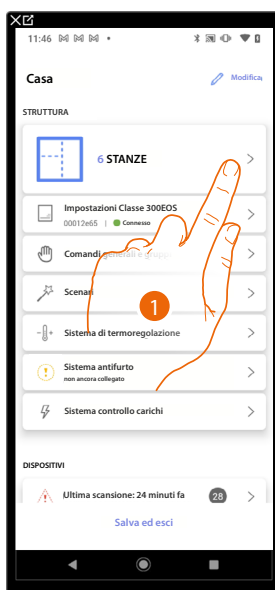 11:46
Casa
Modifica
STRUTTURA
6 STANZE
Impostazioni Classe 300EOS
00012e65 | Connesso
Comandi generali e gruppi
Scenari
1
Sistema di termoregolazione
Sistema antifurto
non ancora collegato
Sistema controllo carichi
DISPOSITIVI
Ultima scansione: 24 minuti fa
28
Salva ed esci